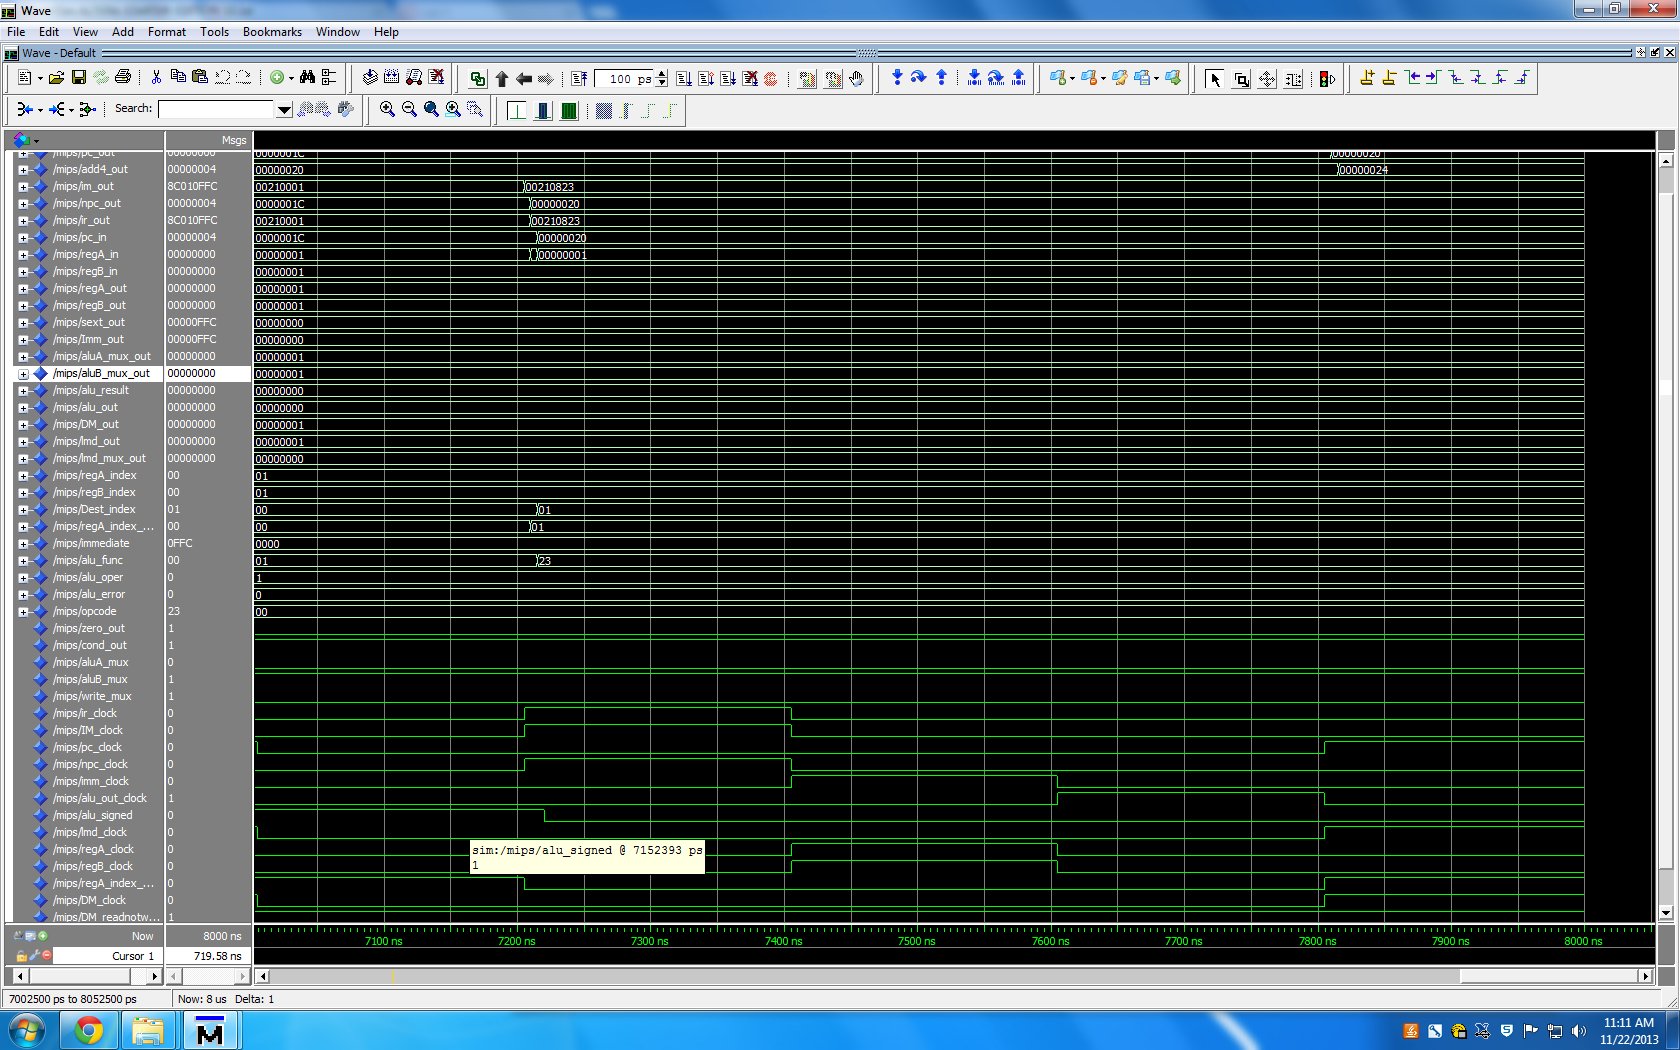 Wave
File Edit View Add Format Tools Bookmarks Window Help
Wave - Default
100 ps
Search:
Msgs
/mips/pc_out 00000000 0000001C 00000020
/mips/add4_out 00000004 00000020 00000024
/mips/im_out 8C010FFC 00210001 00210823
/mips/npc_out 00000004 0000001C 00000020
/mips/ir_out 8C010FFC 00210001 00210823
/mips/pc_in 00000004 0000001C 00000020
/mips/regA_in 00000000 00000001 00000001
/mips/regB_in 00000000 00000001
/mips/regA_out 00000000 00000001
/mips/regB_out 00000000 00000001
/mips/sext_out 00000FFC 00000000
/mips/Imm_out 00000FFC 00000000
/mips/aluA_mux_out 00000000 00000001
/mips/aluB_mux_out 00000000 00000001
/mips/alu_result 00000000 00000000
/mips/alu_out 00000000 00000000
/mips/DM_out 00000000 00000001
/mips/lmd_out 00000000 00000001
/mips/lmd_mux_out 00000000 00000000
/mips/regA_index 00 01
/mips/regB_index 00 01
/mips/Dest_index 01 00 01
/mips/regA_index_... 00 00 01
/mips/immediate 0FFC 0000
/mips/alu_func 00 01 23
/mips/alu_oper 0 1
/mips/alu_error 0 0
/mips/opcode 23 00
/mips/zero_out 1
/mips/cond_out 1
/mips/aluA_mux 0
/mips/aluB_mux 1
/mips/write_mux 1
/mips/ir_clock 0
/mips/IM_clock 0
/mips/pc_clock 0
/mips/npc_clock 0
/mips/imm_clock 0
/mips/alu_out_clock 1
/mips/alu_signed 0
/mips/lmd_clock 0
/mips/regA_clock 0
/mips/regB_clock 0
/mips/regA_index_... 0
/mips/DM_clock 0
/mips/DM_readnotw... 1
sim:/mips/alu_signed @ 7152393 ps
1
Now 8000 ns
7100 ns 7200 ns 7300 ns 7400 ns 7500 ns 7600 ns 7700 ns 7800 ns 7900 ns 8000 ns
Cursor 1 719.58 ns
7002500 ps to 8052500 ps Now: 8 us Delta: 1
11:11 AM
11/22/2013